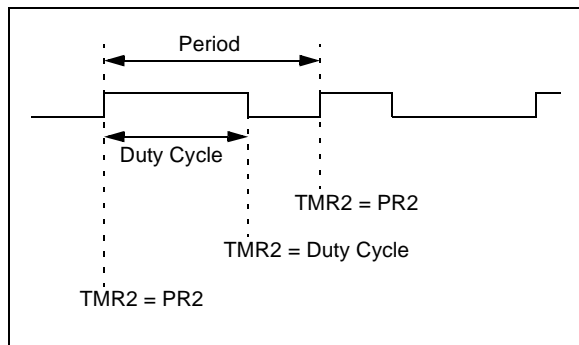 Period
Duty Cycle
TMR2 = PR2
TMR2 = Duty Cycle
TMR2 = PR2